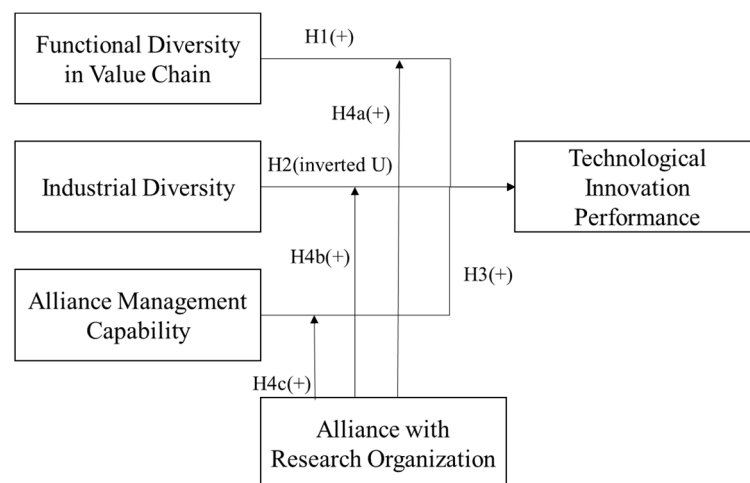 Functional Diversity
in Value Chain
H1(+)
H4a(+)
Industrial Diversity
H2(inverted U)
Technological
Innovation
Performance
H4b(+)
H3(+)
Alliance Management
Capability
H4c(+)
Alliance with
Research Organization